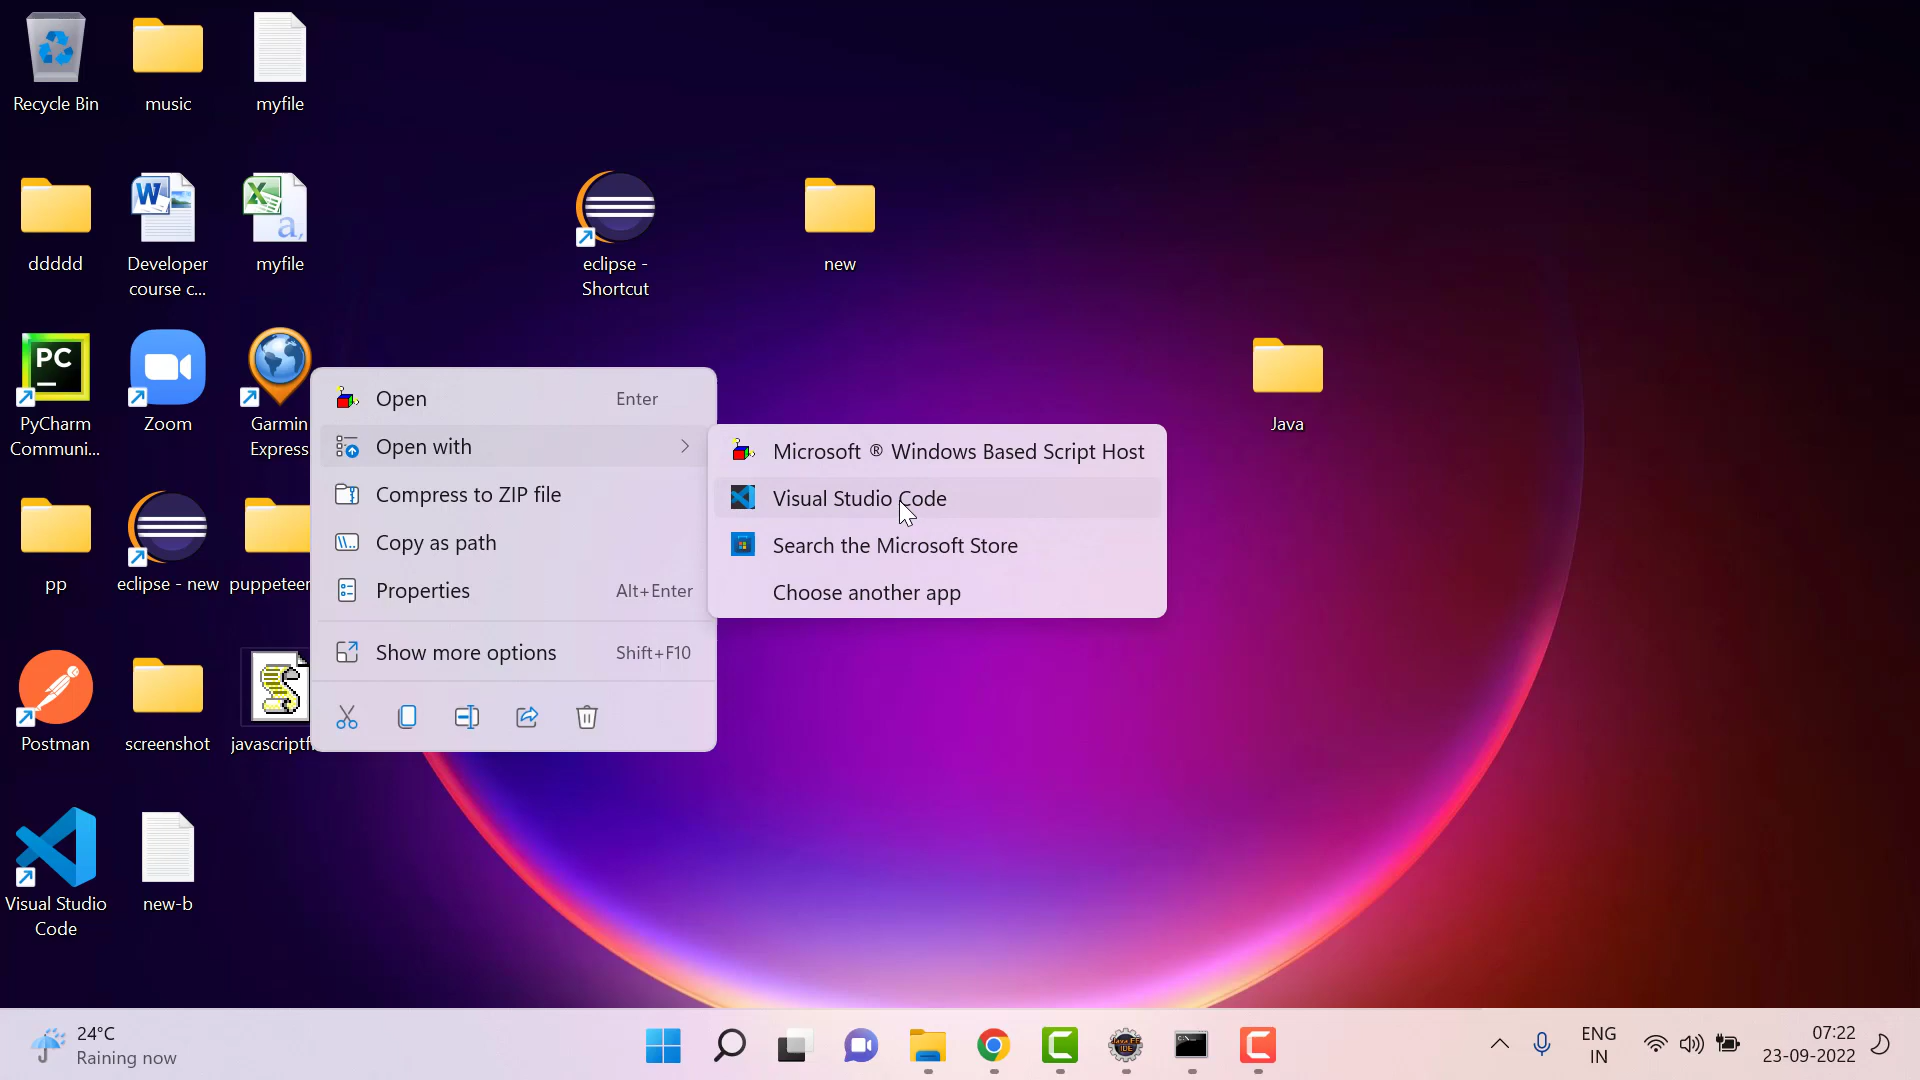 Recycle Bin
music
myfile
ddddd
Developer
course c...
myfile
eclipse -
Shortcut
new
PC
PyCharm
Communi...
Zoom
Garmin
Express
Java
pp
eclipse - new
puppeteer
Postman
screenshot
javascriptf
Visual Studio
Code
new-b
Open Enter
Open with
Compress to ZIP file
Copy as path
Properties Alt+Enter
Show more options Shift+F10
Microsoft ® Windows Based Script Host
Visual Studio Code
Search the Microsoft Store
Choose another app
24°C
Raining now
ENG
IN
07:22
23-09-2022